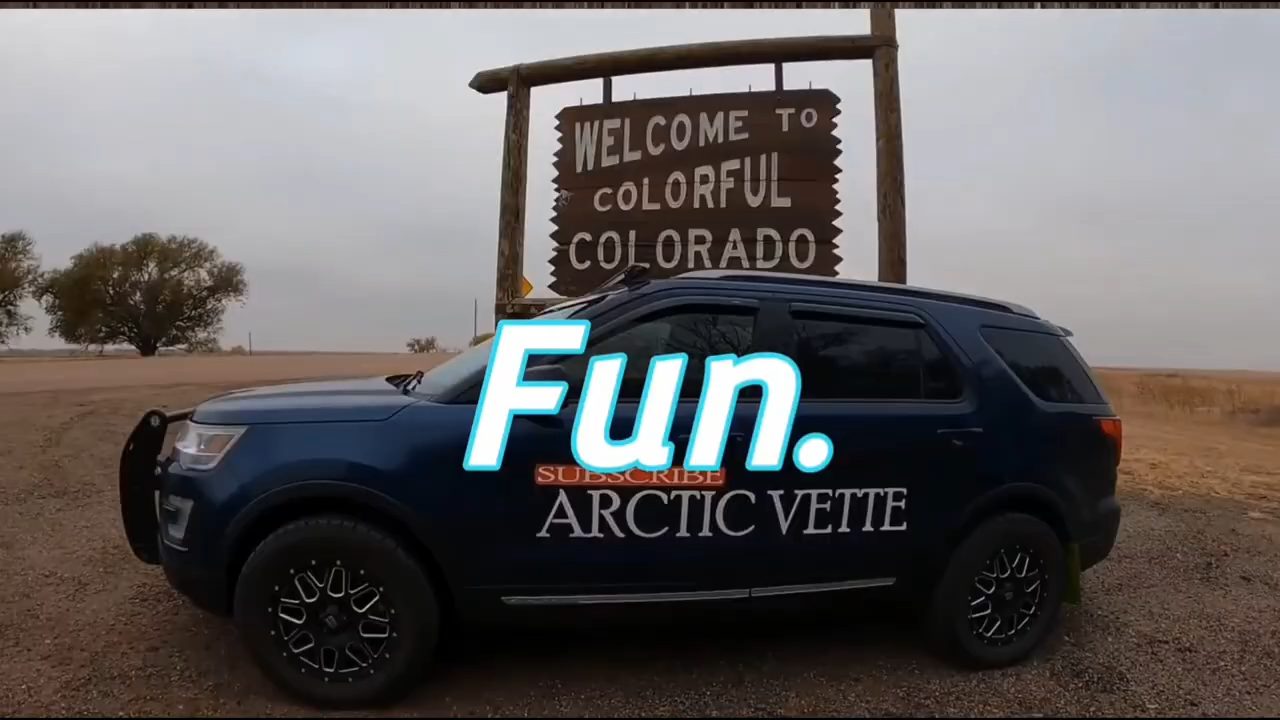 WELCOME TO
COLORFUL
COLORADO
Fun.
SUBSCRIBE
ARCTIC VETTE